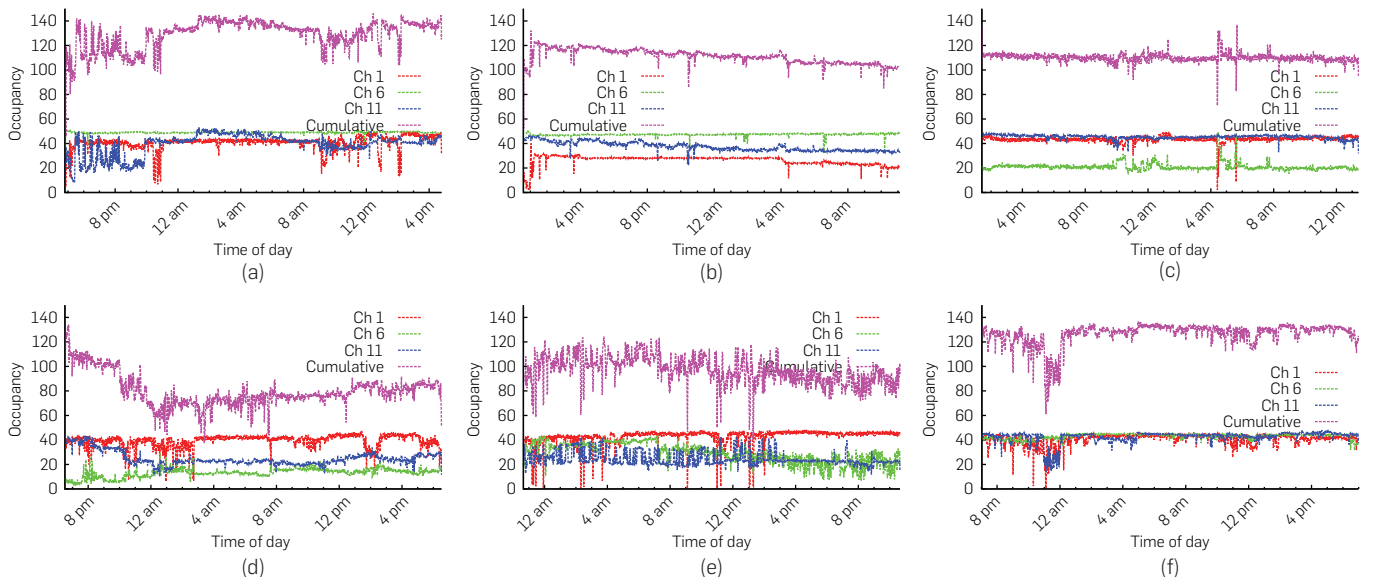 140
120
100
80
60
40
20
0
Occupancy
Ch 1
Ch 6
Ch 11
Cumulative
8 pm
12 am
4 am
8 am
12 pm
4 pm
Time of day
(a)
140
120
100
80
60
40
20
0
Occupancy
Ch 1
Ch 6
Ch 11
Cumulative
4 pm
8 pm
12 am
4 am
8 am
Time of day
(b)
140
120
100
80
60
40
20
0
Occupancy
Ch 1
Ch 6
Ch 11
Cumulative
4 pm
8 pm
12 am
4 am
8 am
12 pm
Time of day
(c)
140
120
100
80
60
40
20
0
Occupancy
Ch 1
Ch 6
Ch 11
Cumulative
8 pm
12 am
4 am
8 am
12 pm
4 pm
Time of day
(d)
140
120
100
80
60
40
20
0
Occupancy
Ch 1
Ch 6
Ch 11
Cumulative
12 am
4 am
8 am
12 pm
4 pm
8 pm
Time of day
(e)
140
120
100
80
60
40
20
0
Occupancy
Ch 1
Ch 6
Ch 11
Cumulative
8 pm
12 am
4 am
8 am
12 pm
4 pm
Time of day
(f)